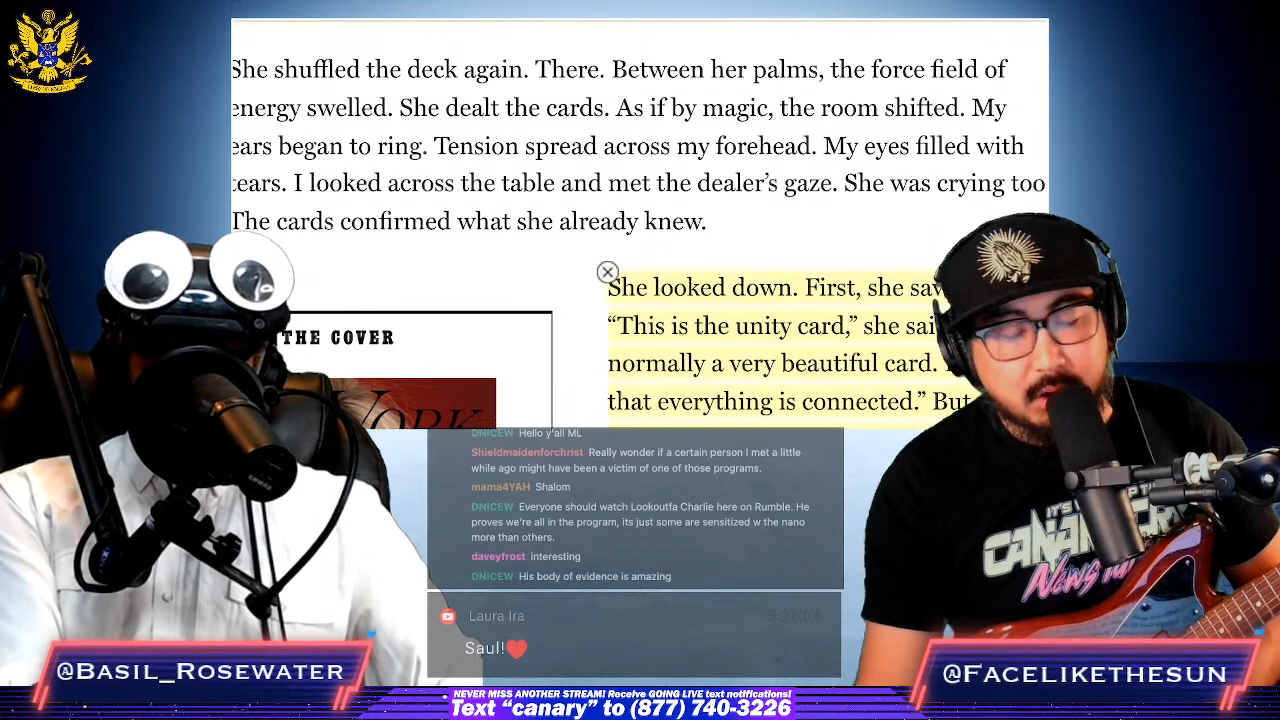 She shuffled the deck again. There. Between her palms, the force field of
energy swelled. She dealt the cards. As if by magic, the room shifted. My
ears began to ring. Tension spread across my forehead. My eyes filled with
tears. I looked across the table and met the dealer's gaze. She was crying too
The cards confirmed what she already knew.
She looked down. First, she saw
“This is the unity card,” she sai
normally a very beautiful card.
that everything is connected.” But
THE COVER
YORK
DNICEW Hello y'all ML
Shieldmaidenforchrist Really wonder if a certain person I met a little
while ago might have been a victim of one of those programs.
mama4YAH Shalom
DNICEW Everyone should watch Lookoutfa Charlie here on Rumble. He
proves we're all in the program, its just some are sensitized w the nano
more than others.
daveyfrost interesting
DNICEW His body of evidence is amazing
Laura Ira
Saul!❤️
IT'S
CANARY CRY
NEWS
@BASIL_ROSEWATER
@FACELIKETHESUN
NEVER MISS ANOTHER STREAM! Receive GOING LIVE text notifications!
Text “canary” to (877) 740-3226